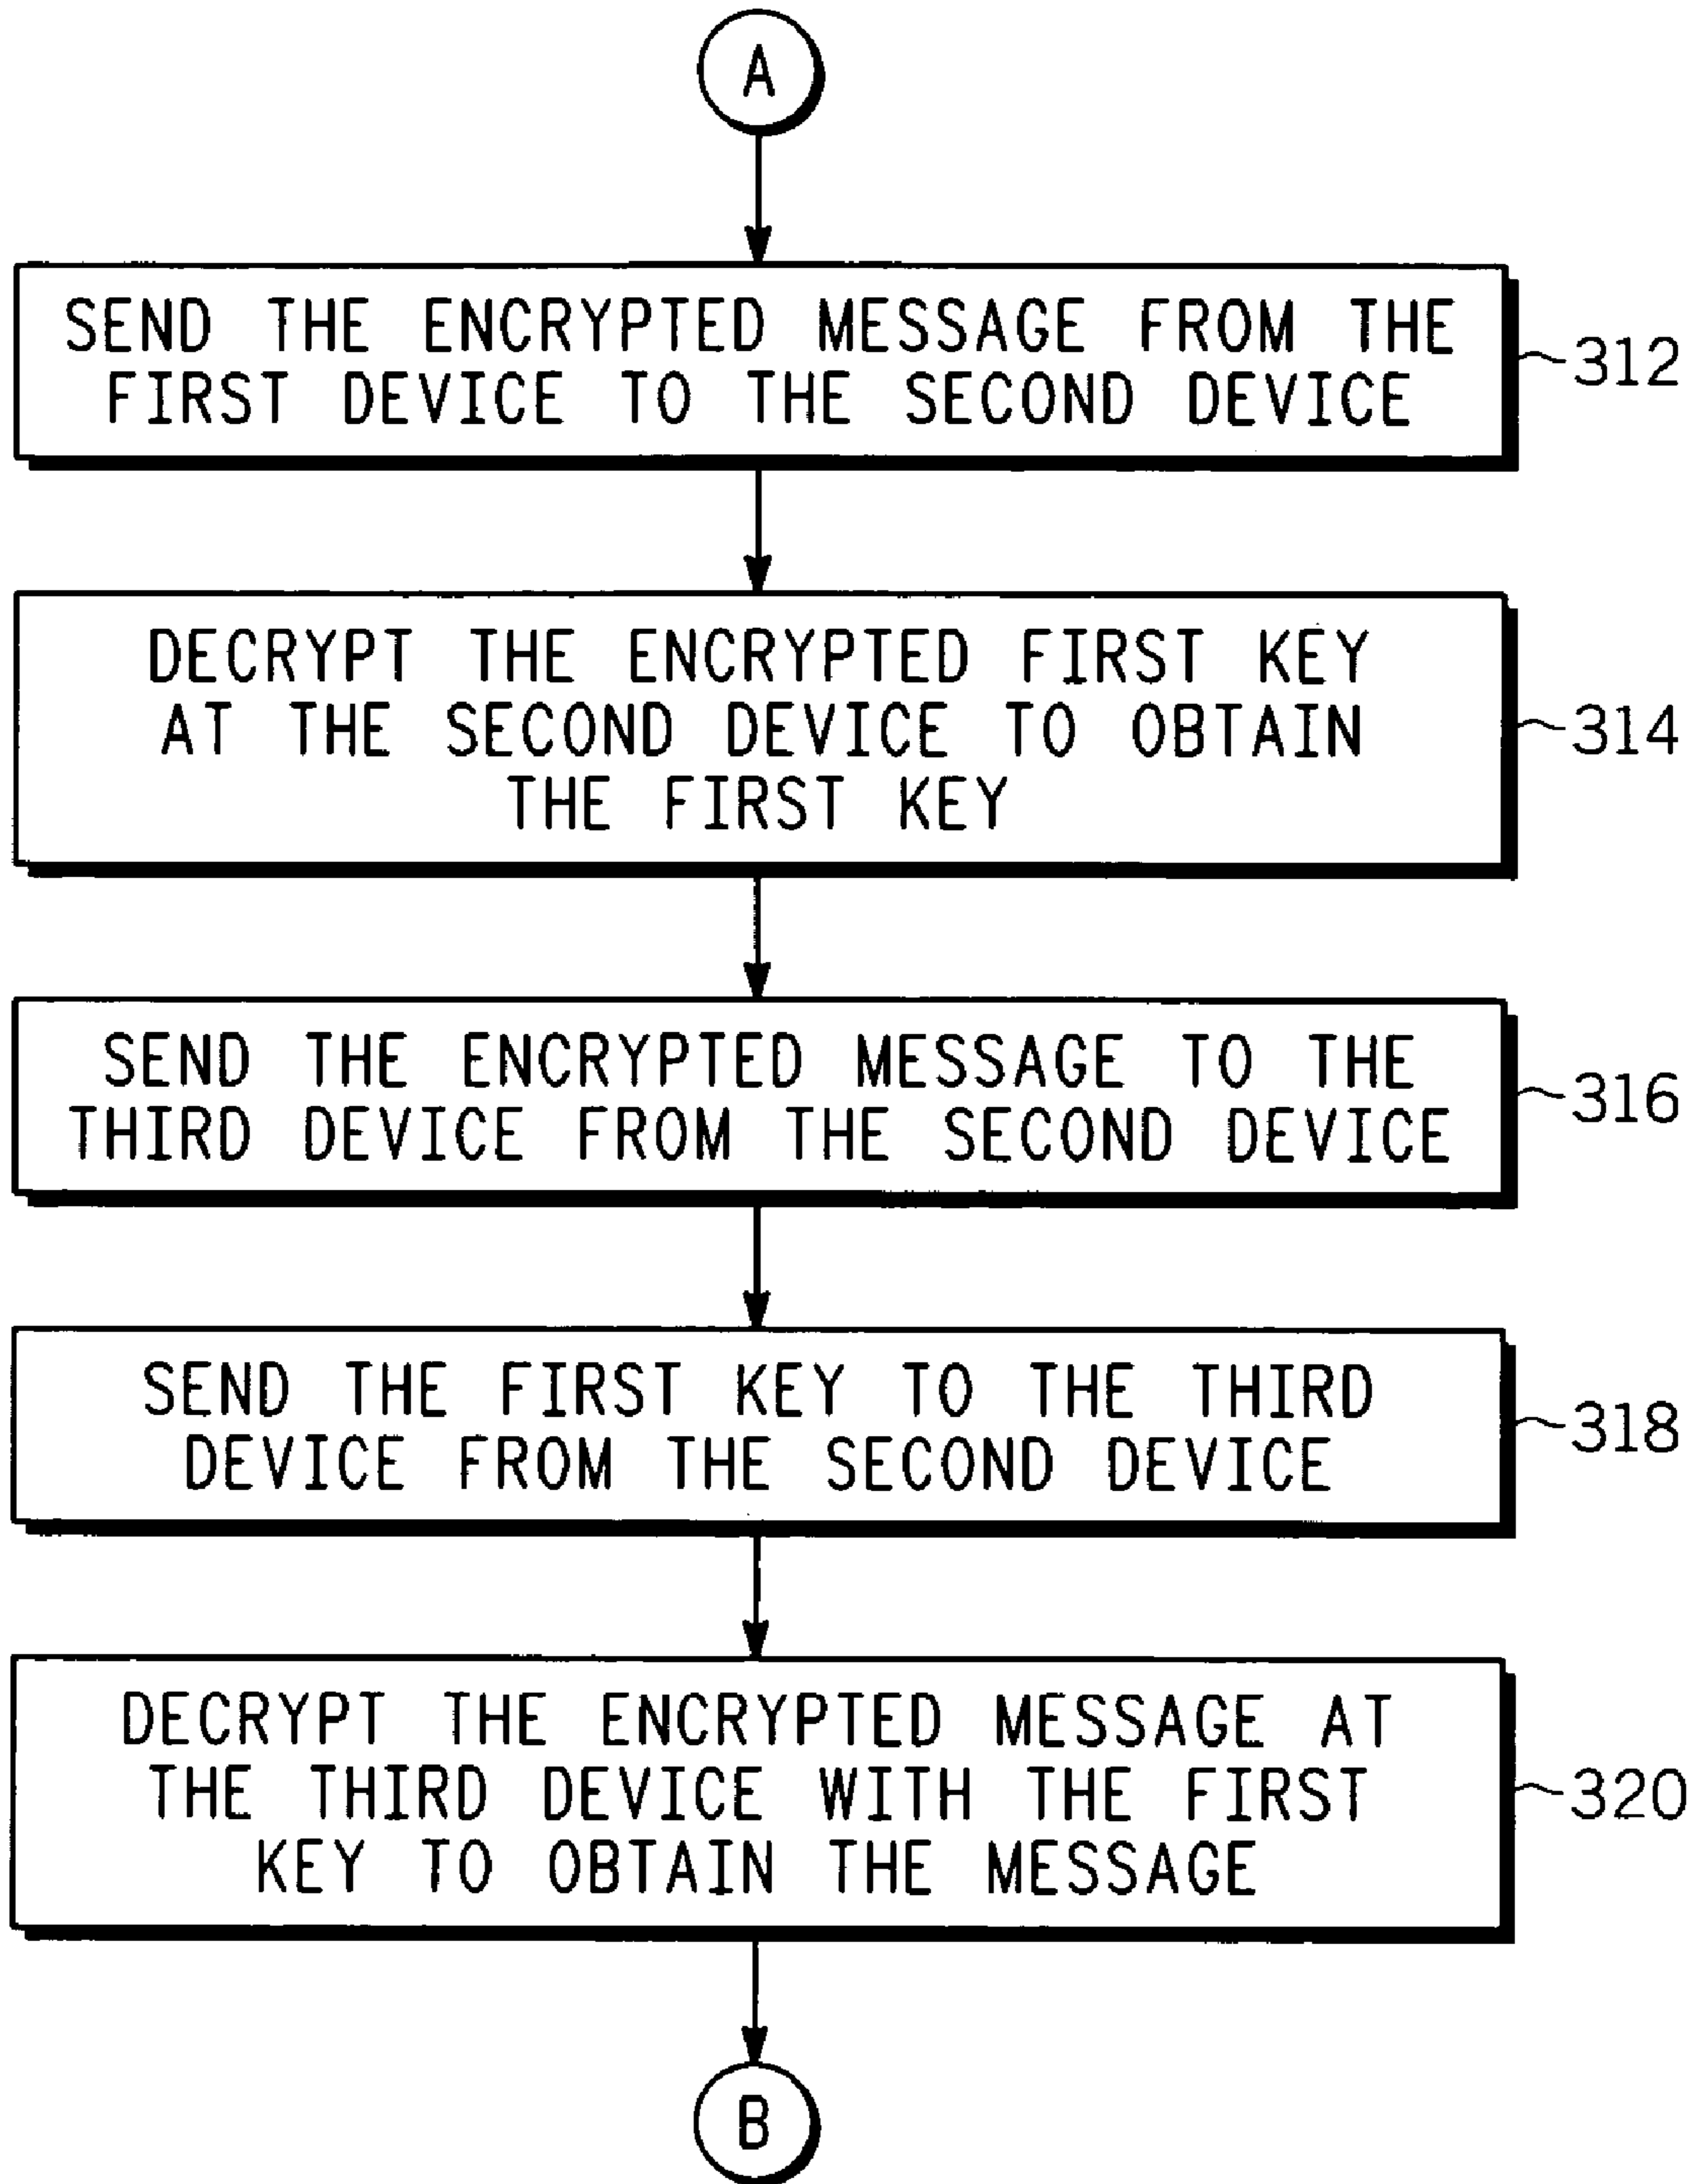 A
SEND THE ENCRYPTED MESSAGE FROM THE
FIRST DEVICE TO THE SECOND DEVICE
312
DECRYPT THE ENCRYPTED FIRST KEY
AT THE SECOND DEVICE TO OBTAIN
THE FIRST KEY
314
SEND THE ENCRYPTED MESSAGE TO THE
THIRD DEVICE FROM THE SECOND DEVICE
316
SEND THE FIRST KEY TO THE THIRD
DEVICE FROM THE SECOND DEVICE
318
DECRYPT THE ENCRYPTED MESSAGE AT
THE THIRD DEVICE WITH THE FIRST
KEY TO OBTAIN THE MESSAGE
320
B